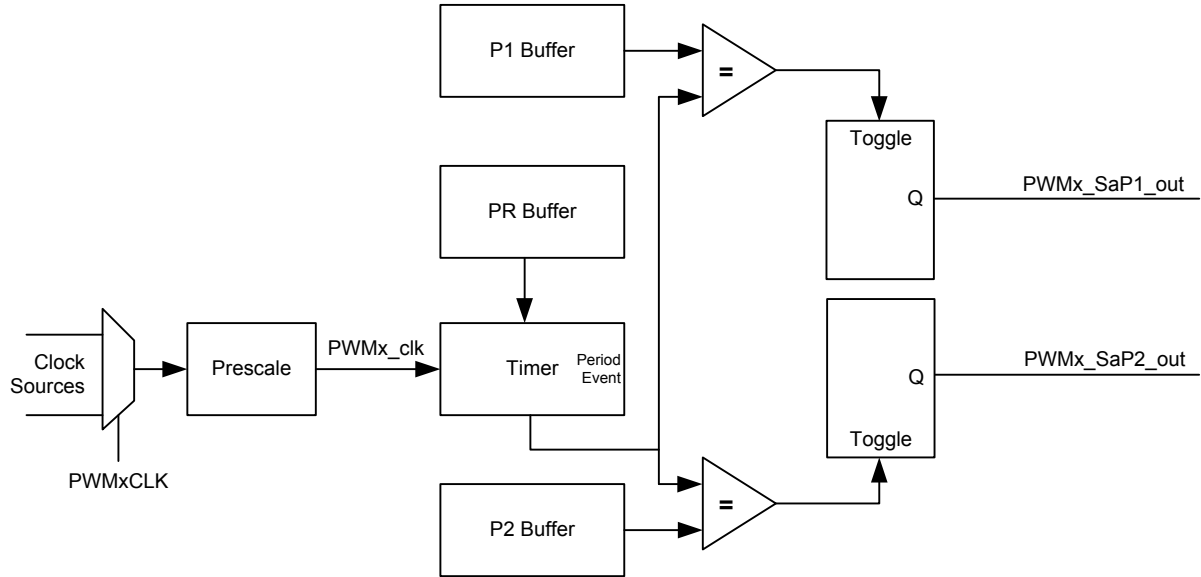 P1 Buffer
=
Toggle
Q
PWMx_SaP1_out
PR Buffer
Clock
Sources
Prescale
PWMx_clk
Timer
Period
Event
PWMxCLK
Q
PWMx_SaP2_out
Toggle
P2 Buffer
=